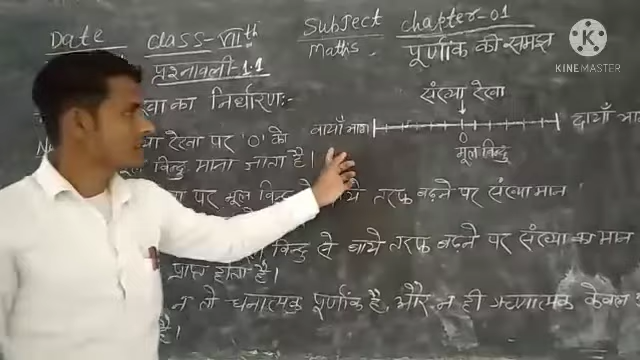 Date Class-VIIth Subject Maths. Chapter-01
प्रश्नावली-1.1 पूर्णांक की समझ
का निर्धारण:- संख्या रेखा
रेखा पर '0' को बायाँ भाग 0 दायाँ
बिन्दु माना जाता है। मूल बिन्दु
पर मूल तरफ बढ़ने पर संख्या मान
बिन्दु से बायें तरफ बढ़ने पर संख्या का मान
प्राप्त होता है।
न तो धनात्मक पूर्णांक है, और न ही ऋणात्मक केवल
है।
KINEMASTER